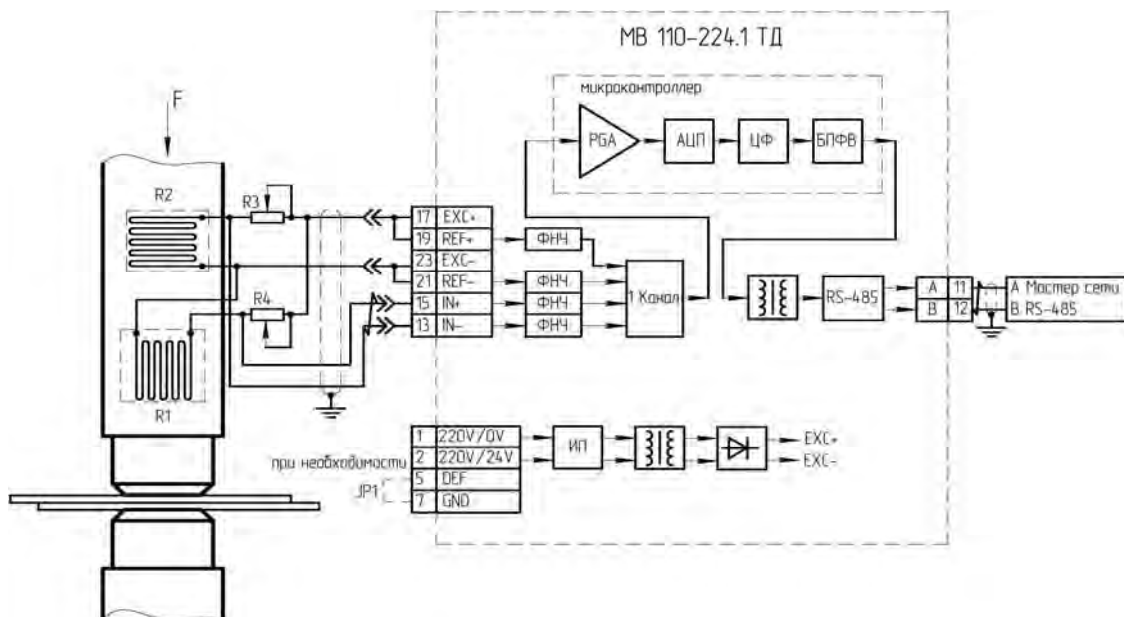 МВ 110-224.1 ТД
микроконтроллер
PGA
АЦП
ЦФ
БПФВ
F
R2
R3
R4
R1
17 EXC+
19 REF+
23 EXC-
21 REF-
15 IN+
13 IN-
ФНЧ
ФНЧ
ФНЧ
ФНЧ
1 Канал
RS-485
A 11
B 12
A Мастер сети
B RS-485
при необходимости
JP1
1 220V/0V
2 220V/24V
5 DEF
7 GND
ИП
EXC+
EXC-